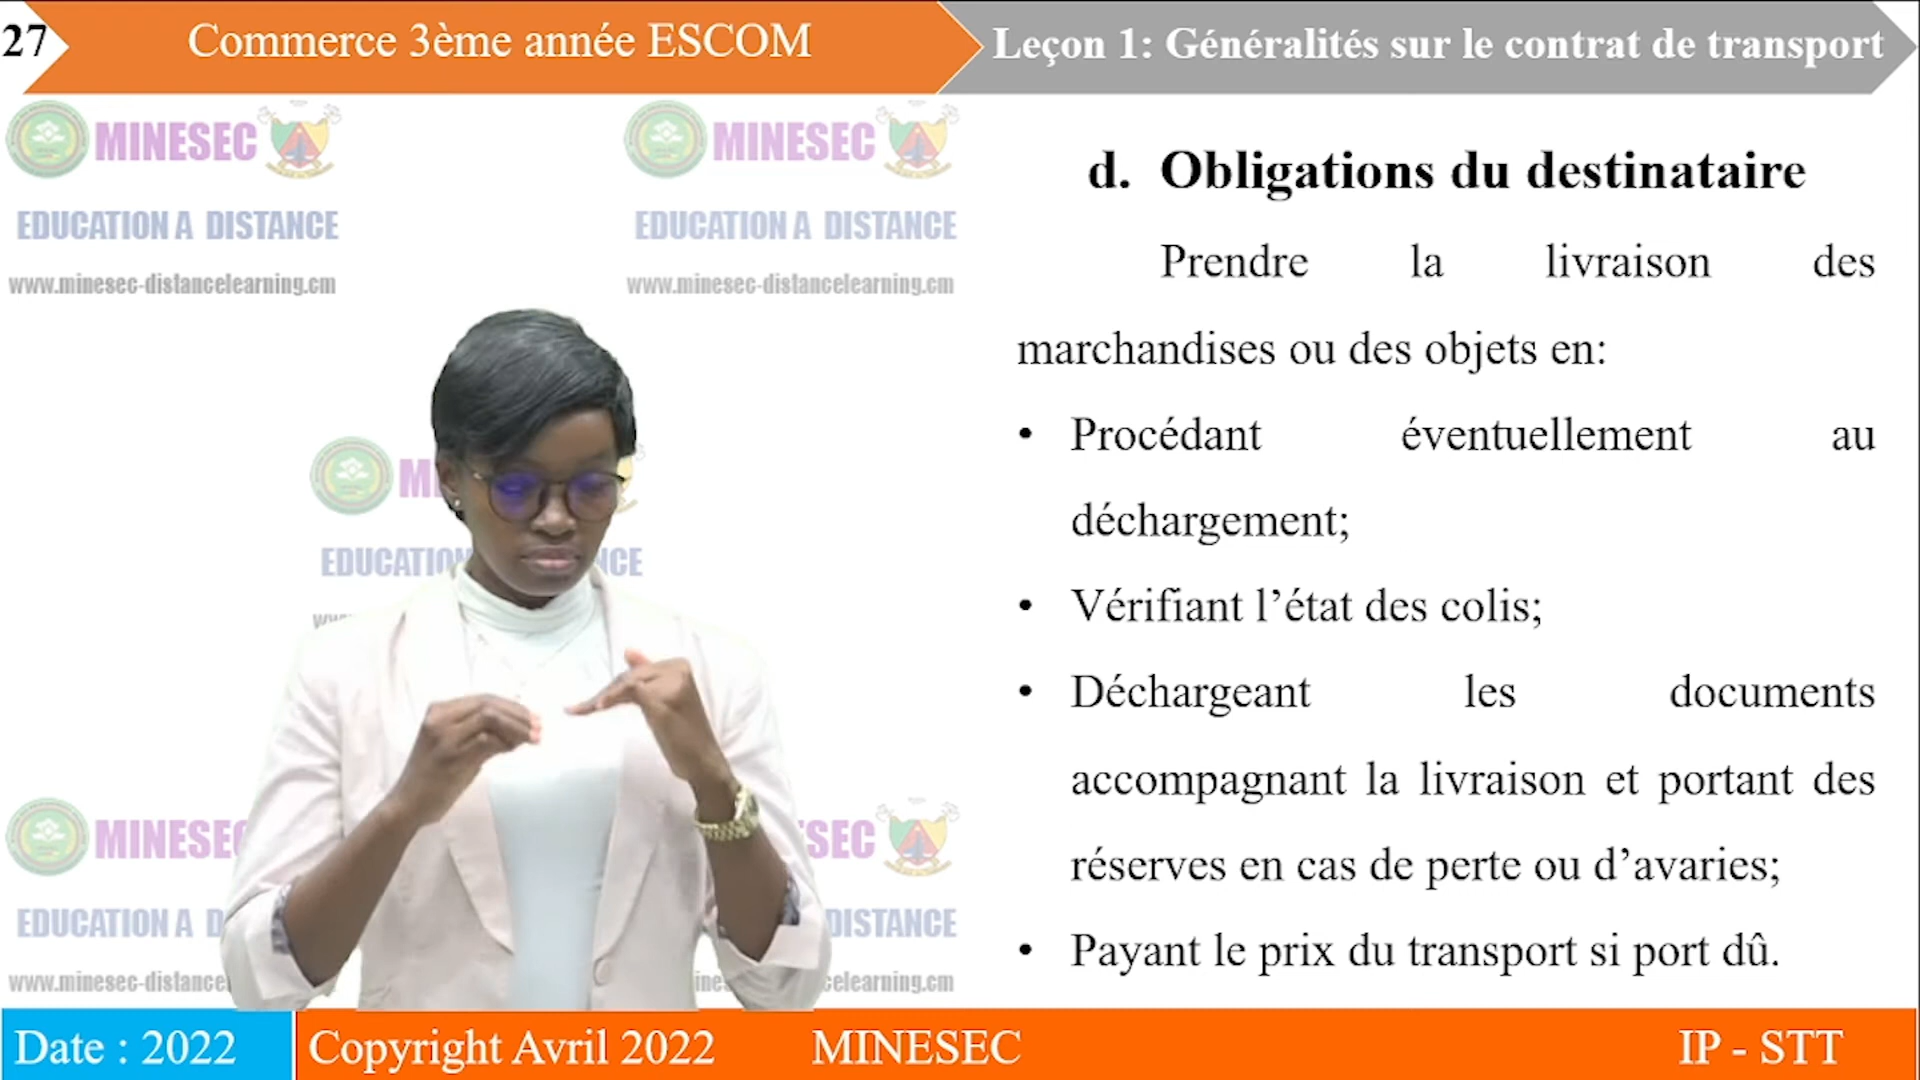 27
Commerce 3ème année ESCOM
Leçon 1: Généralités sur le contrat de transport
MINESEC
EDUCATION A DISTANCE
www.minesec-distancelearning.cm
MINESEC
EDUCATION A DISTANCE
www.minesec-distancelearning.cm
d. Obligations du destinataire
Prendre la livraison des
marchandises ou des objets en:
• Procédant éventuellement au
déchargement;
• Vérifiant l’état des colis;
• Déchargeant les documents
accompagnant la livraison et portant des
réserves en cas de perte ou d’avaries;
• Payant le prix du transport si port dû.
Date : 2022
Copyright Avril 2022
MINESEC
IP - STT